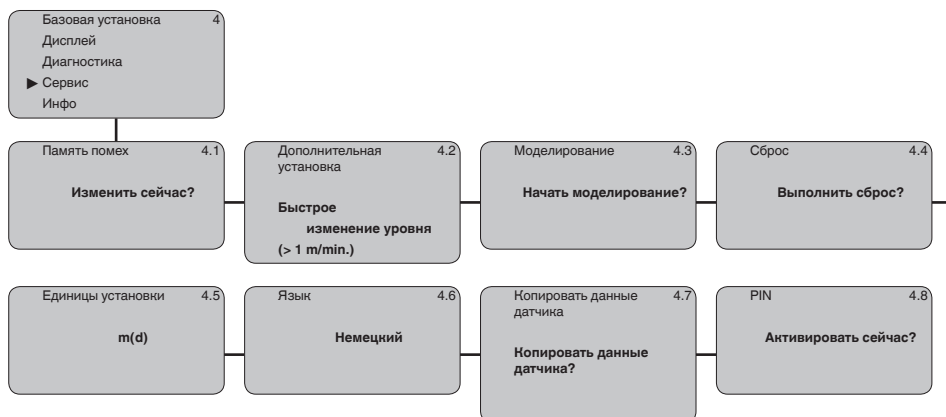 Базовая установка 4
Дисплей
Диагностика
▶ Сервис
Инфо
Память помех 4.1
Изменить сейчас?
Дополнительная 4.2
установка
Быстрое
изменение уровня
(> 1 m/min.)
Моделирование 4.3
Начать моделирование?
Сброс 4.4
Выполнить сброс?
Единицы установки 4.5
m(d)
Язык 4.6
Немецкий
Копировать данные 4.7
датчика
Копировать данные
датчика?
PIN 4.8
Активировать сейчас?